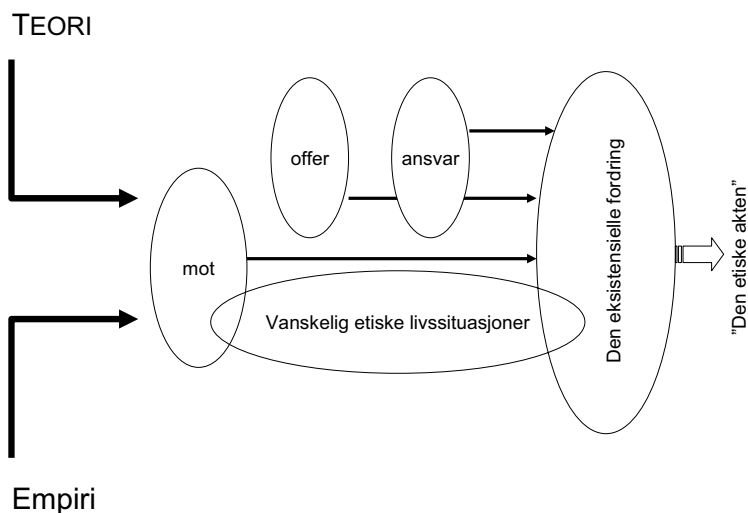 TEORI
offer
ansvar
mot
Vanskelig etiske livssituasjoner
Den eksistensielle fordring
”Den etiske akten”
Empiri